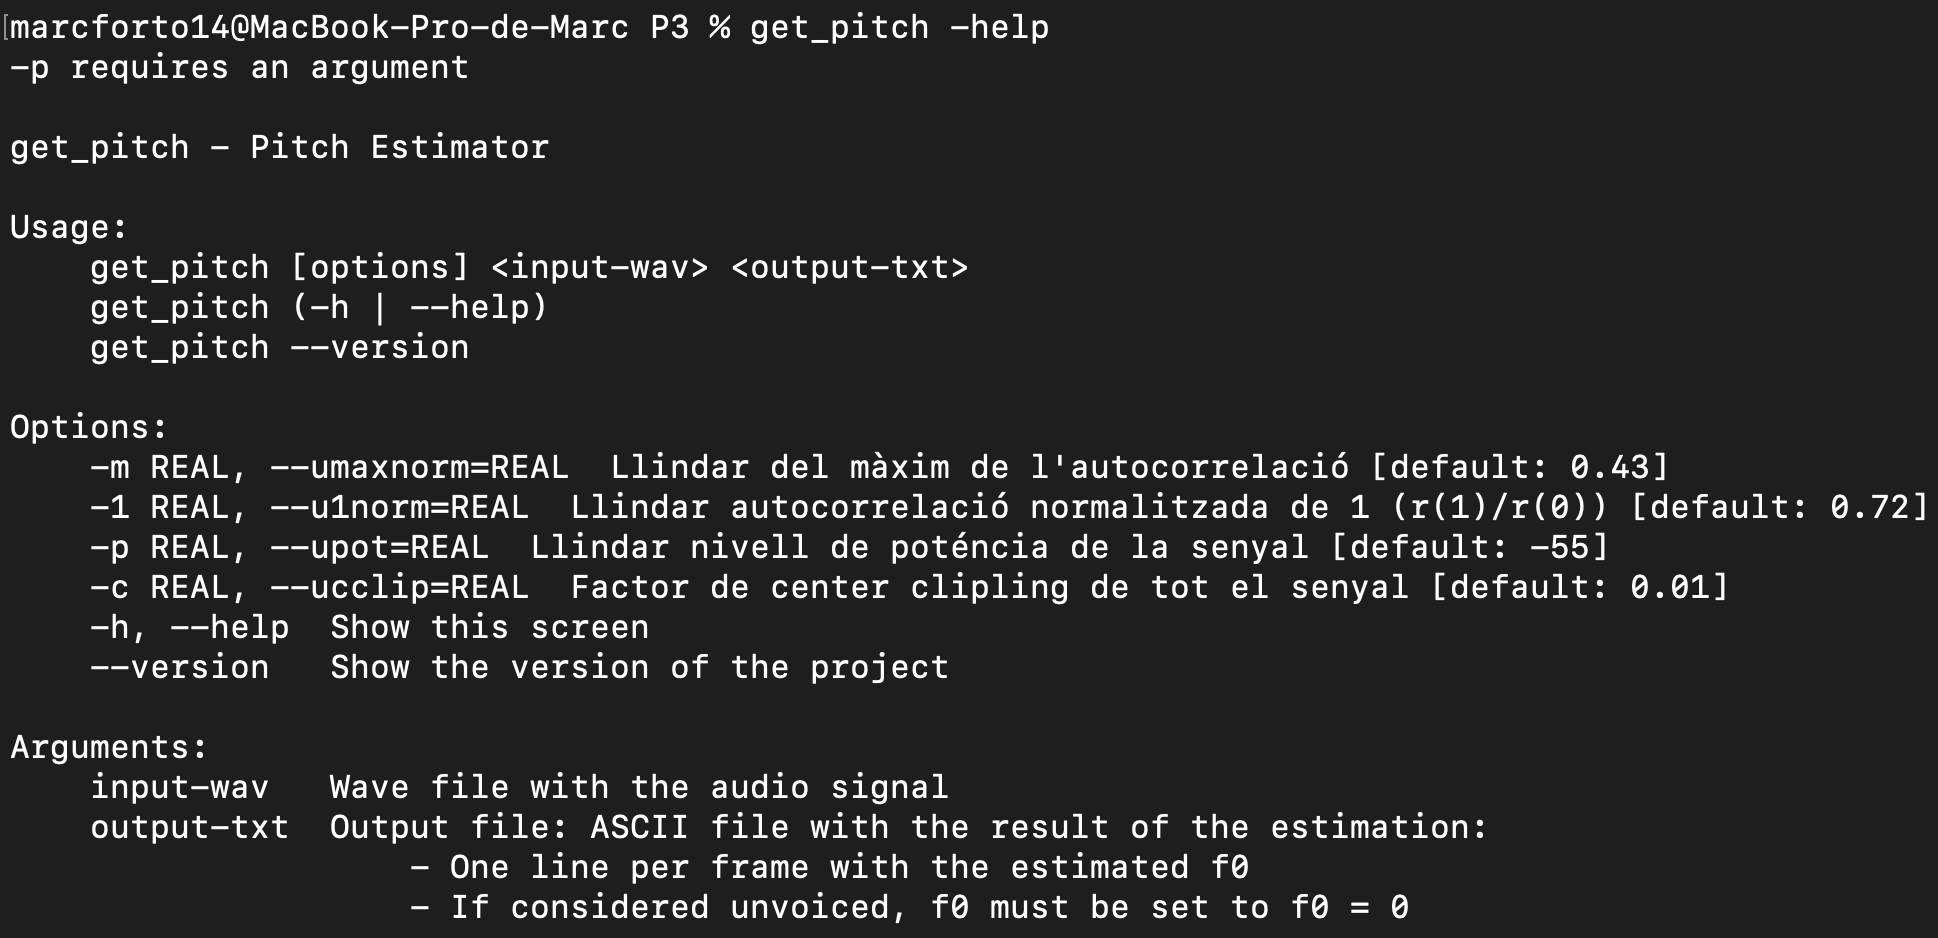 [marcforto14@MacBook-Pro-de-Marc P3 % get_pitch -help
-p requires an argument

get_pitch - Pitch Estimator

Usage:
    get_pitch [options] <input-wav> <output-txt>
    get_pitch (-h | --help)
    get_pitch --version

Options:
    -m REAL, --umaxnorm=REAL  Llindar del màxim de l'autocorrelació [default: 0.43]
    -1 REAL, --u1norm=REAL  Llindar autocorrelació normalitzada de 1 (r(1)/r(0)) [default: 0.72]
    -p REAL, --upot=REAL  Llindar nivell de poténcia de la senyal [default: -55]
    -c REAL, --ucclip=REAL  Factor de center clipling de tot el senyal [default: 0.01]
    -h, --help  Show this screen
    --version   Show the version of the project

Arguments:
    input-wav   Wave file with the audio signal
    output-txt  Output file: ASCII file with the result of the estimation:
                    - One line per frame with the estimated f0
                    - If considered unvoiced, f0 must be set to f0 = 0